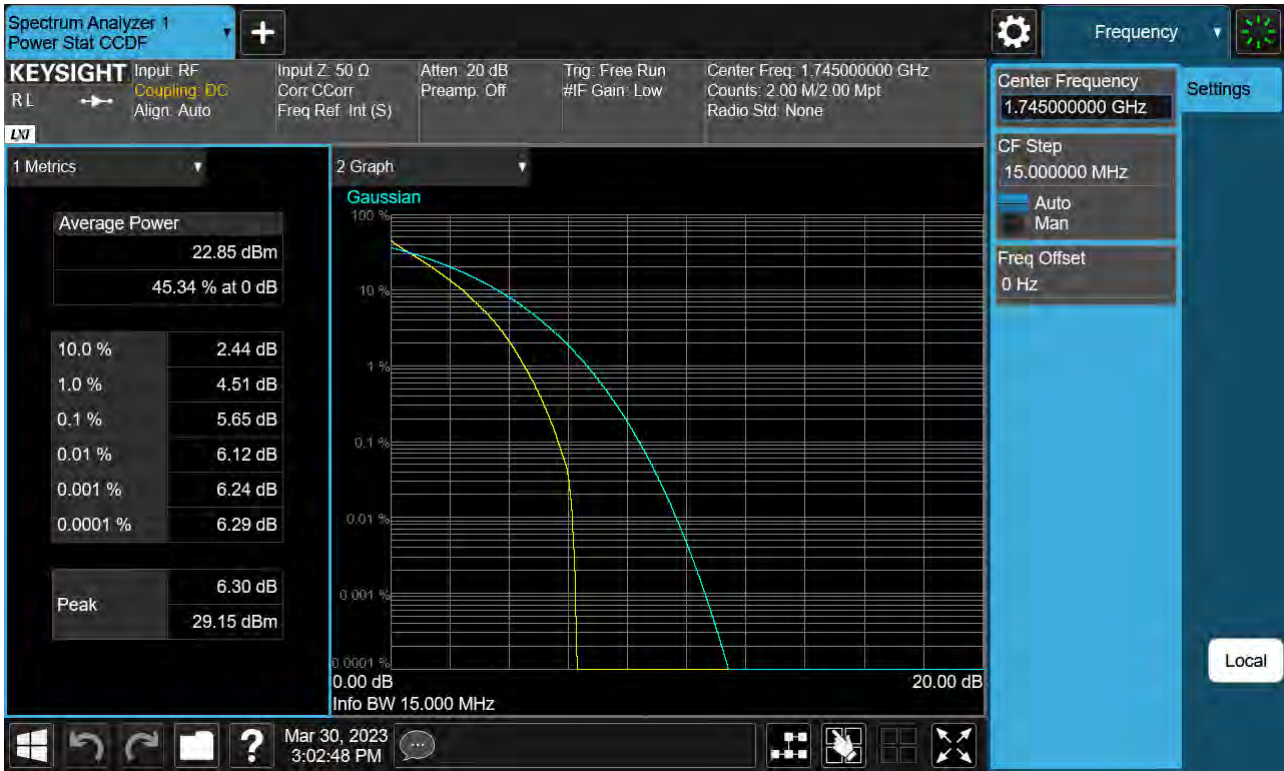 Spectrum Analyzer 1
Power Stat CCDF
Frequency
KEYSIGHT
R L
LXI
Input: RF
Coupling: DC
Align: Auto
Input Z: 50 Ω
Corr CCorr
Freq Ref: Int (S)
Atten: 20 dB
Preamp: Off
Trig: Free Run
#IF Gain: Low
Center Freq: 1.745000000 GHz
Counts: 2.00 M/2.00 Mpt
Radio Std: None
Center Frequency
1.745000000 GHz
Settings
CF Step
15.000000 MHz
Auto
Man
Freq Offset
0 Hz
1 Metrics
Average Power
22.85 dBm
45.34 % at 0 dB
10.0 % 2.44 dB
1.0 % 4.51 dB
0.1 % 5.65 dB
0.01 % 6.12 dB
0.001 % 6.24 dB
0.0001 % 6.29 dB
Peak
6.30 dB
29.15 dBm
2 Graph
Gaussian
100 %
10 %
1 %
0.1 %
0.01 %
0.001 %
0.0001 %
0.00 dB 20.00 dB
Info BW 15.000 MHz
Local
Mar 30, 2023
3:02:48 PM